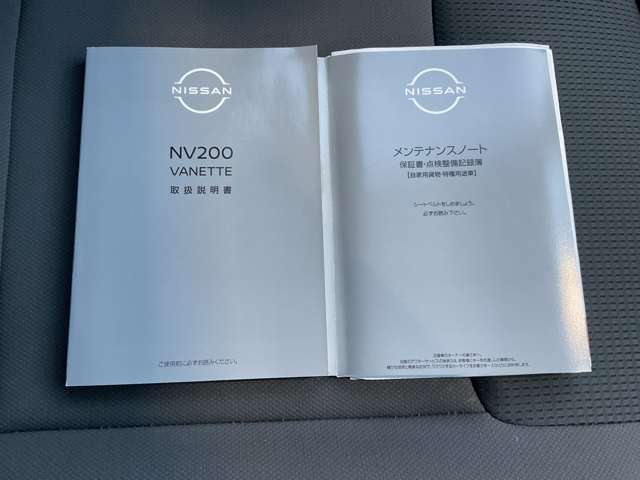 NISSAN
NV200
VANETTE
取扱説明書
ご使用前に必ずお読みください。
NISSAN
メンテナンスノート
保証書・点検整備記録簿
【自家用貨物・特種用途車】
シートベルトをしめましょう。
必ずお読み下さい。